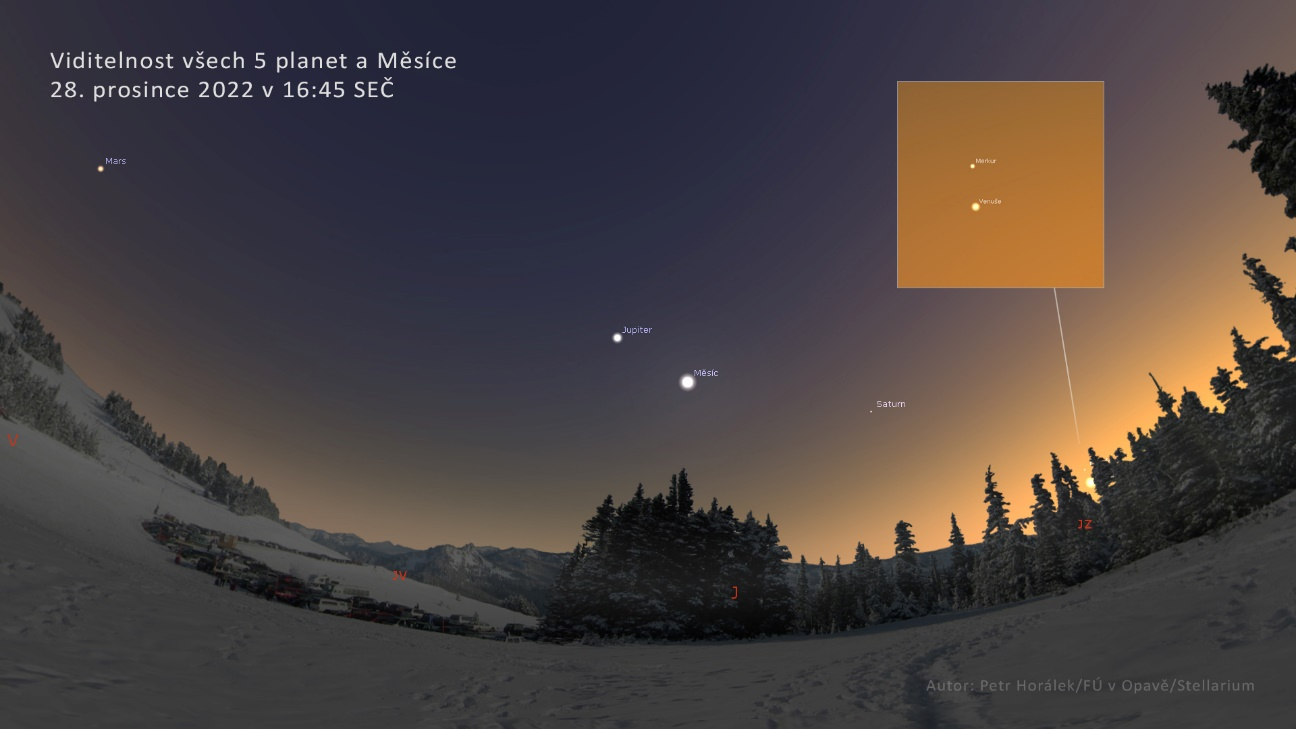 Viditelnost všech 5 planet a Měsíce
28. prosince 2022 v 16:45 SEČ
Mars
Merkur
Venuše
Jupiter
Měsíc
Saturn
V
JZ
JV
J
Autor: Petr Horálek/FÚ v Opavě/Stellarium